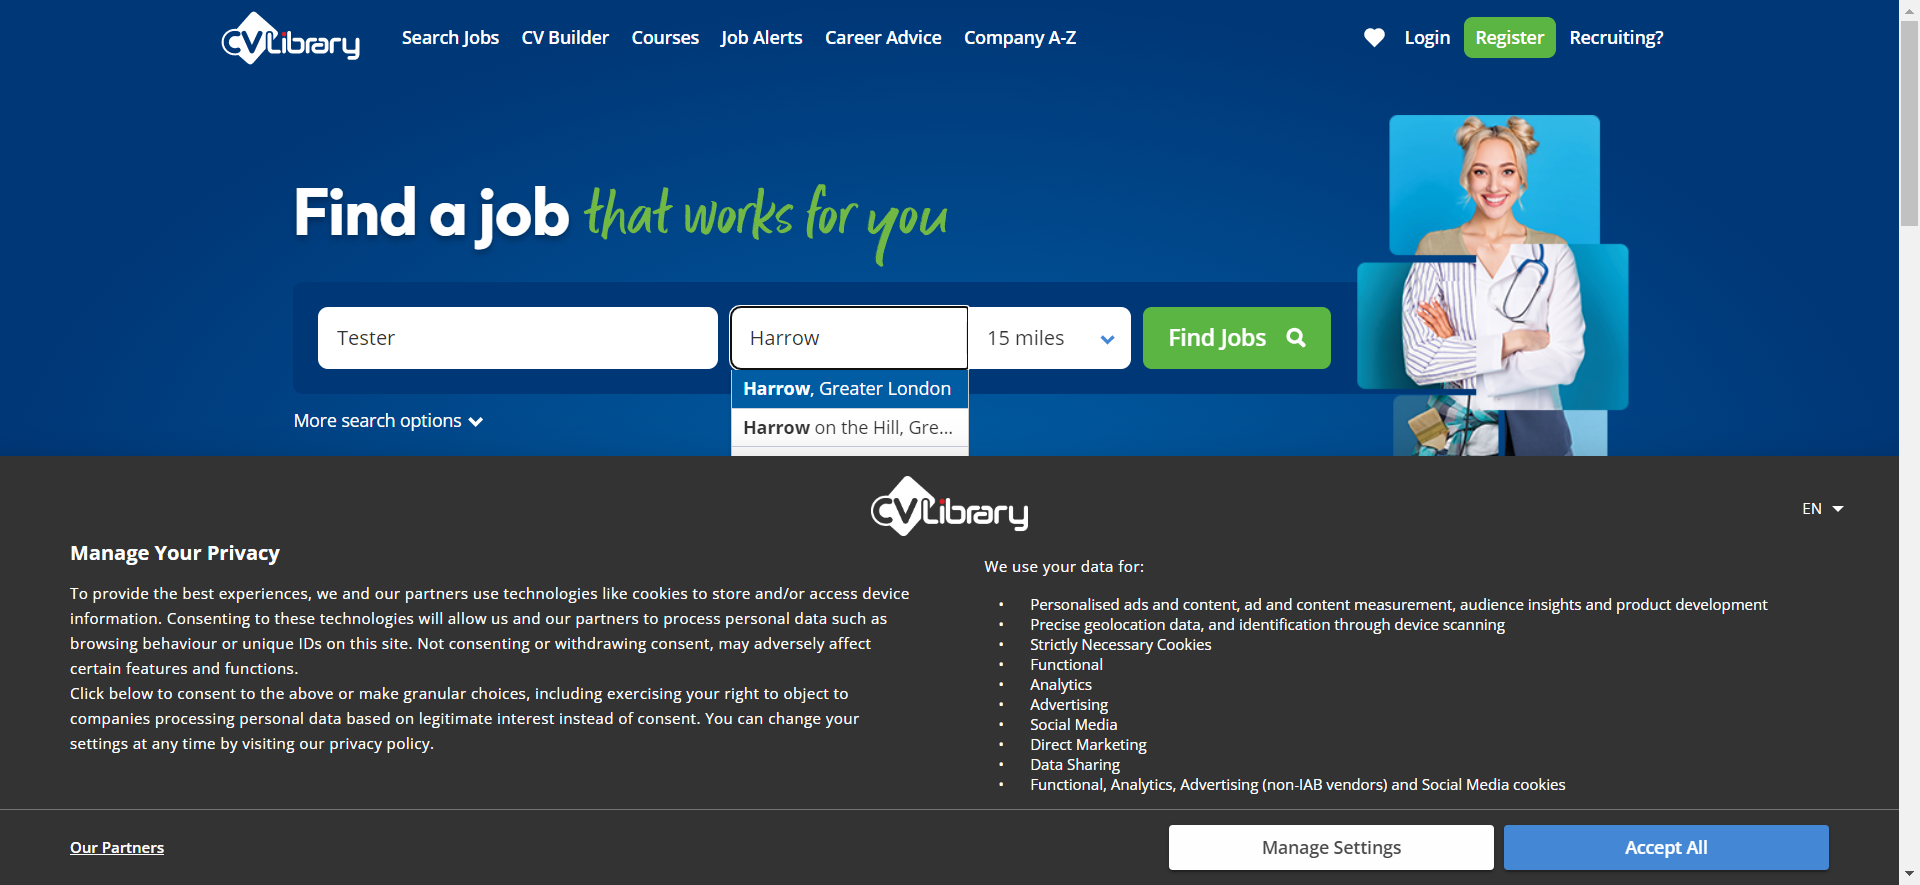 CVLibrary
Search Jobs CV Builder Courses Job Alerts Career Advice Company A-Z
Login Register Recruiting?
Find a job that works for you
Tester
Harrow
15 miles
Find Jobs
Harrow, Greater London
Harrow on the Hill, Gre...
More search options
CVLibrary
EN
Manage Your Privacy
To provide the best experiences, we and our partners use technologies like cookies to store and/or access device
information. Consenting to these technologies will allow us and our partners to process personal data such as
browsing behaviour or unique IDs on this site. Not consenting or withdrawing consent, may adversely affect
certain features and functions.
Click below to consent to the above or make granular choices, including exercising your right to object to
companies processing personal data based on legitimate interest instead of consent. You can change your
settings at any time by visiting our privacy policy.
We use your data for:
• Personalised ads and content, ad and content measurement, audience insights and product development
• Precise geolocation data, and identification through device scanning
• Strictly Necessary Cookies
• Functional
• Analytics
• Advertising
• Social Media
• Direct Marketing
• Data Sharing
• Functional, Analytics, Advertising (non-IAB vendors) and Social Media cookies
Our Partners
Manage Settings
Accept All